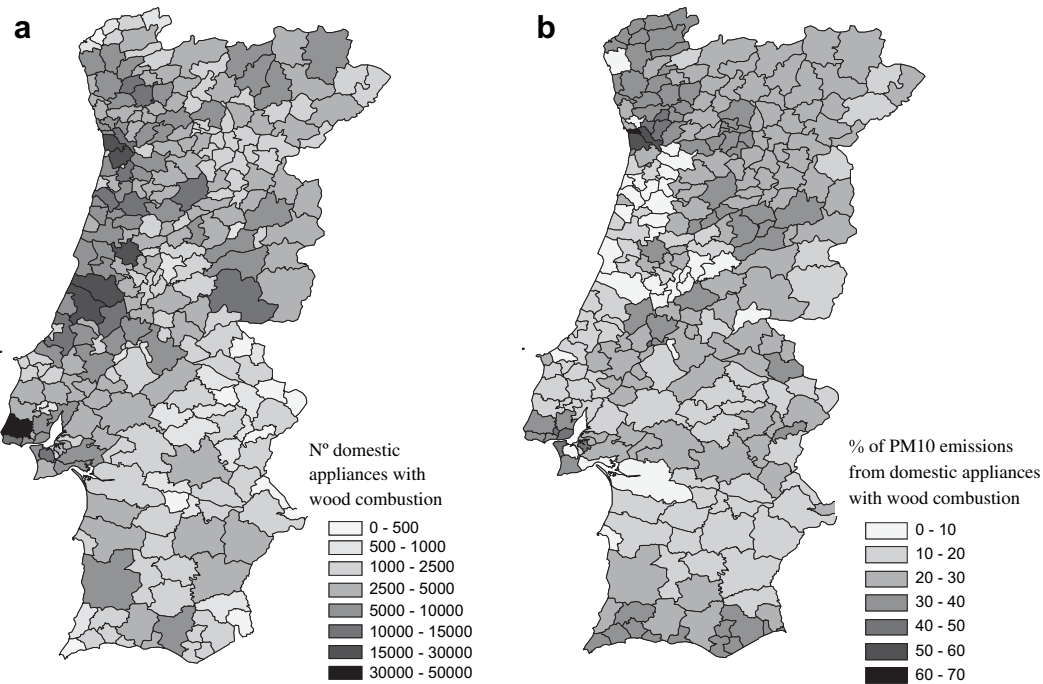 a
b
Nº domestic
appliances with
wood combustion
0 - 500
500 - 1000
1000 - 2500
2500 - 5000
5000 - 10000
10000 - 15000
15000 - 30000
30000 - 50000
% of PM10 emissions
from domestic appliances
with wood combustion
0 - 10
10 - 20
20 - 30
30 - 40
40 - 50
50 - 60
60 - 70